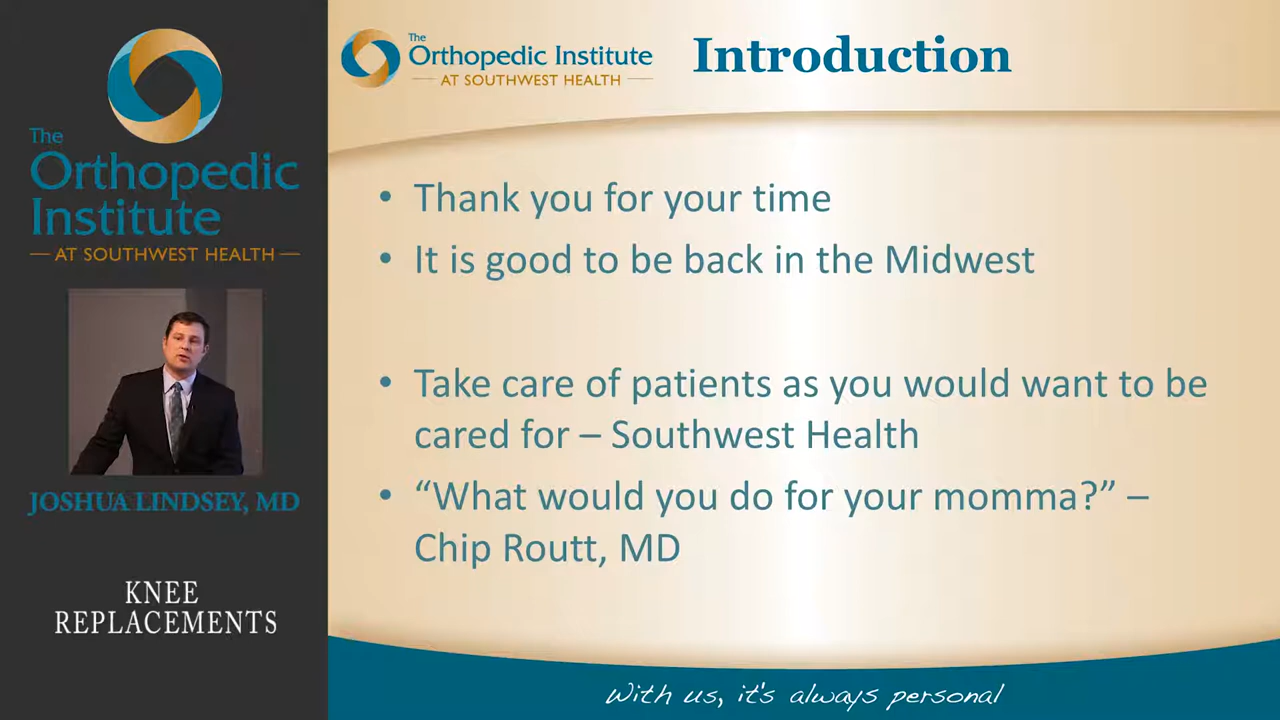 The
Orthopedic
Institute
AT SOUTHWEST HEALTH
JOSHUA LINDSEY, MD
KNEE
REPLACEMENTS
The
Orthopedic Institute
AT SOUTHWEST HEALTH
Introduction
• Thank you for your time
• It is good to be back in the Midwest
• Take care of patients as you would want to be
cared for – Southwest Health
• “What would you do for your momma?” –
Chip Routt, MD
With us, it's always personal